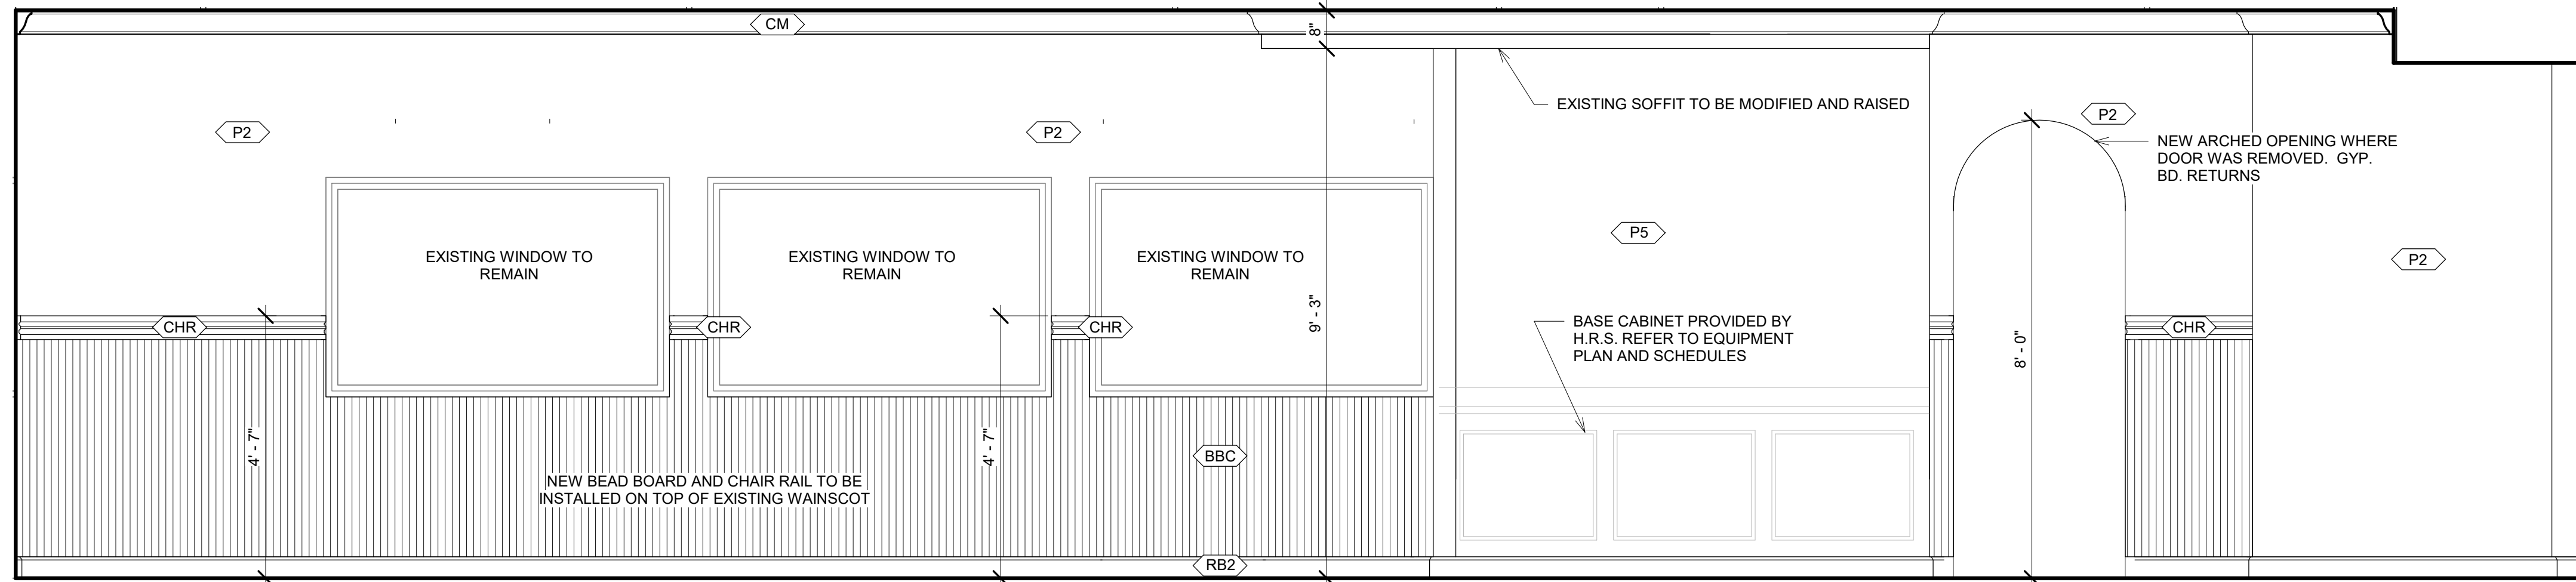 CM
8"
EXISTING SOFFIT TO BE MODIFIED AND RAISED
P2
P2
P2
NEW ARCHED OPENING WHERE
DOOR WAS REMOVED.  GYP.
BD. RETURNS
P5
EXISTING WINDOW TO
REMAIN
EXISTING WINDOW TO
REMAIN
EXISTING WINDOW TO
REMAIN
P2
9' - 3"
CHR
CHR
CHR
BASE CABINET PROVIDED BY
H.R.S. REFER TO EQUIPMENT
PLAN AND SCHEDULES
8' - 0"
CHR
4' - 7"
4' - 7"
BBC
NEW BEAD BOARD AND CHAIR RAIL TO BE
INSTALLED ON TOP OF EXISTING WAINSCOT
RB2